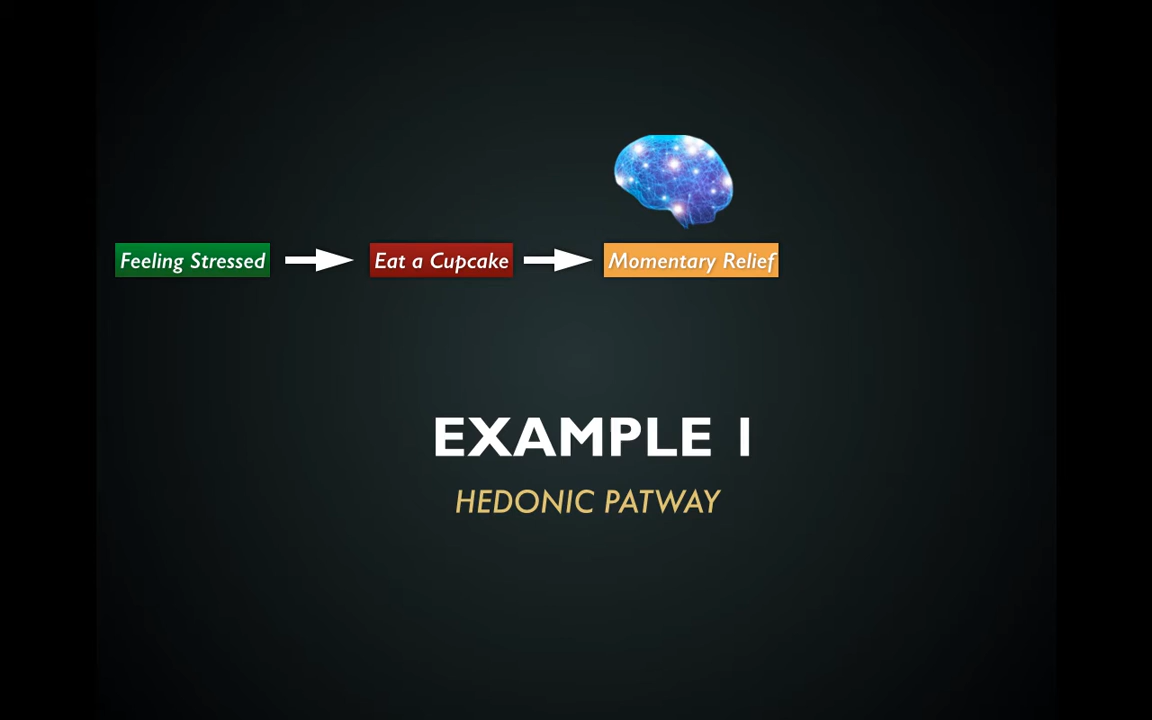 Feeling Stressed
Eat a Cupcake
Momentary Relief
EXAMPLE 1
HEDONIC PATWAY